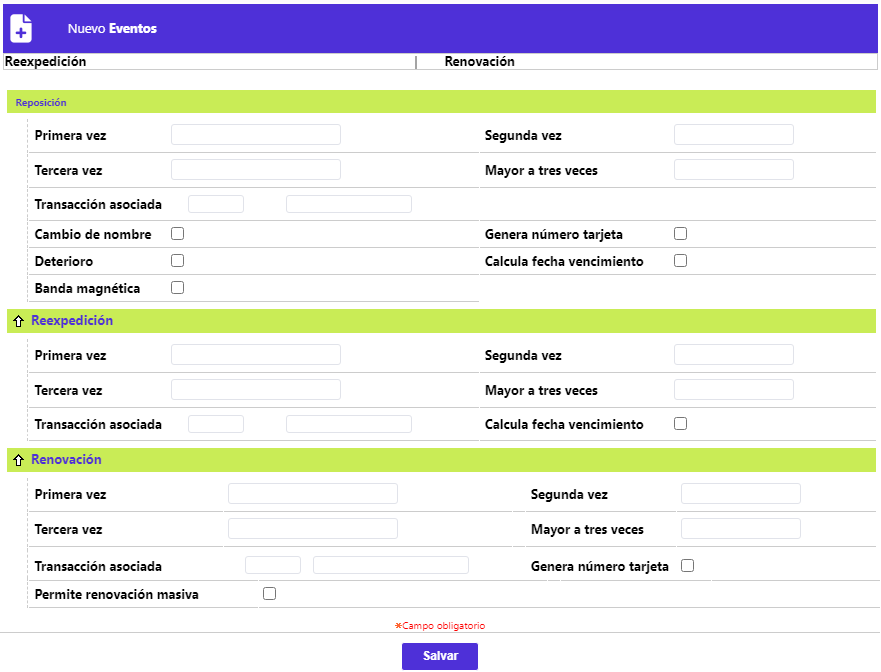 Nuevo Eventos
Reexpedición | Renovación
Reposición
Primera vez Segunda vez
Tercera vez Mayor a tres veces
Transacción asociada
Cambio de nombre Genera número tarjeta
Deterioro Calcula fecha vencimiento
Banda magnética
Reexpedición
Primera vez Segunda vez
Tercera vez Mayor a tres veces
Transacción asociada Calcula fecha vencimiento
Renovación
Primera vez Segunda vez
Tercera vez Mayor a tres veces
Transacción asociada Genera número tarjeta
Permite renovación masiva
*Campo obligatorio
Salvar